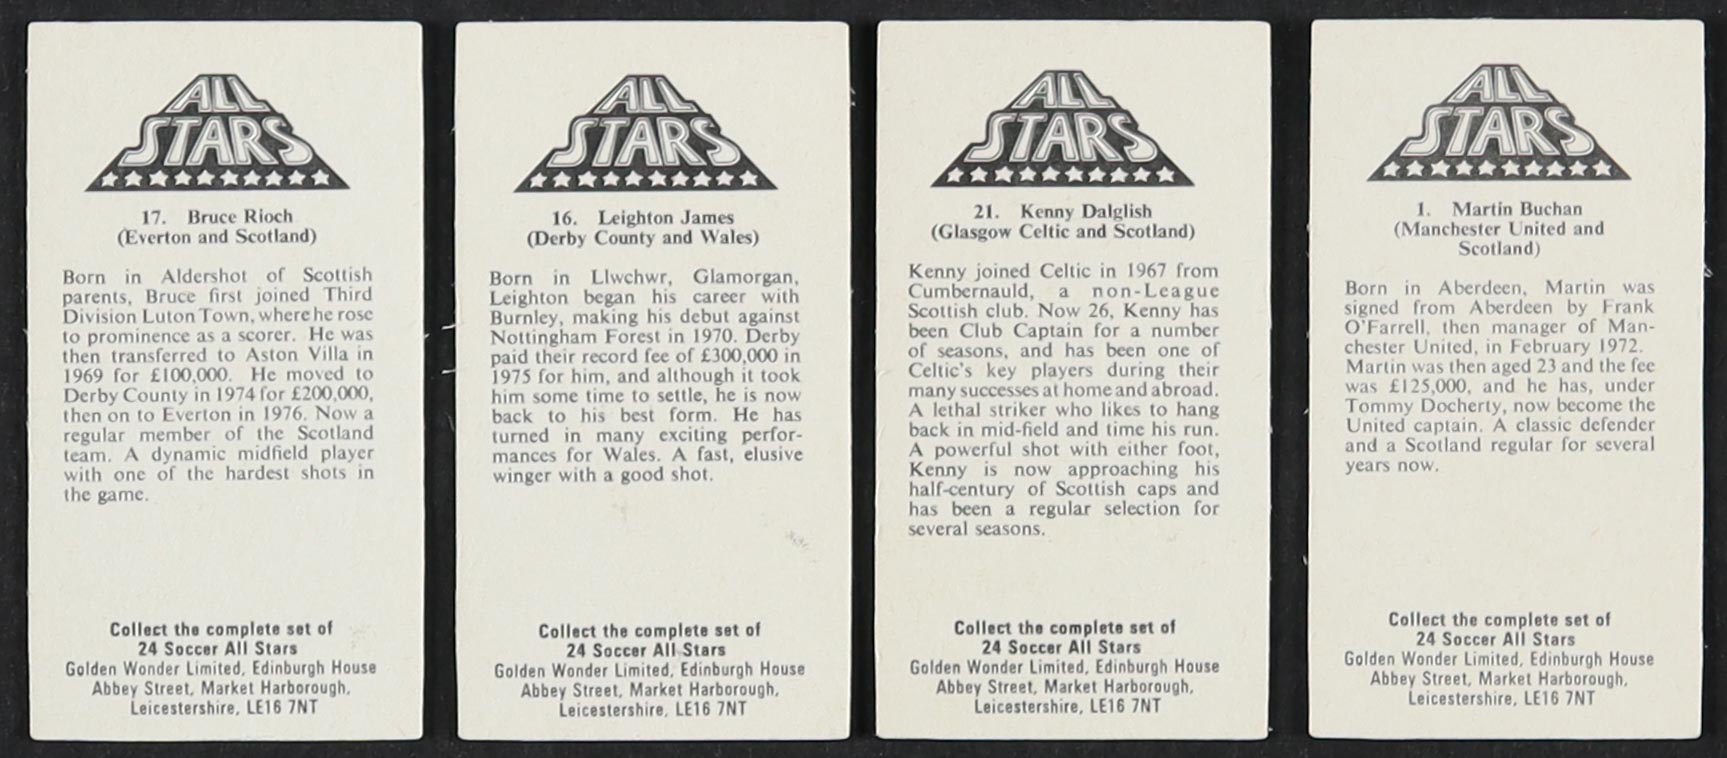 ALL
STARS
17. Bruce Rioch
(Everton and Scotland)
Born in Aldershot of Scottish
parents, Bruce first joined Third
Division Luton Town, where he rose
to prominence as a scorer. He was
then transferred to Aston Villa in
1969 for £100,000. He moved to
Derby County in 1974 for £200,000,
then on to Everton in 1976. Now a
regular member of the Scotland
team. A dynamic midfield player
with one of the hardest shots in
the game.
Collect the complete set of
24 Soccer All Stars
Golden Wonder Limited, Edinburgh House
Abbey Street, Market Harborough,
Leicestershire, LE16 7NT
ALL
STARS
16. Leighton James
(Derby County and Wales)
Born in Llwchwr, Glamorgan,
Leighton began his career with
Burnley, making his debut against
Nottingham Forest in 1970. Derby
paid their record fee of £300,000 in
1975 for him, and although it took
him some time to settle, he is now
back to his best form. He has
turned in many exciting perfor-
mances for Wales. A fast, elusive
winger with a good shot.
Collect the complete set of
24 Soccer All Stars
Golden Wonder Limited, Edinburgh House
Abbey Street, Market Harborough,
Leicestershire, LE16 7NT
ALL
STARS
21. Kenny Dalglish
(Glasgow Celtic and Scotland)
Kenny joined Celtic in 1967 from
Cumbernauld, a non-League
Scottish club. Now 26, Kenny has
been Club Captain for a number
of seasons, and has been one of
Celtic's key players during their
many successes at home and abroad.
A lethal striker who likes to hang
back in mid-field and time his run.
A powerful shot with either foot,
Kenny is now approaching his
half-century of Scottish caps and
has been a regular selection for
several seasons.
Collect the complete set of
24 Soccer All Stars
Golden Wonder Limited, Edinburgh House
Abbey Street, Market Harborough,
Leicestershire, LE16 7NT
ALL
STARS
1. Martin Buchan
(Manchester United and
Scotland)
Born in Aberdeen, Martin was
signed from Aberdeen by Frank
O'Farrell, then manager of Man-
chester United, in February 1972.
Martin was then aged 23 and the fee
was £125,000, and he has, under
Tommy Docherty, now become the
United captain. A classic defender
and a Scotland regular for several
years now.
Collect the complete set of
24 Soccer All Stars
Golden Wonder Limited, Edinburgh House
Abbey Street, Market Harborough,
Leicestershire, LE16 7NT